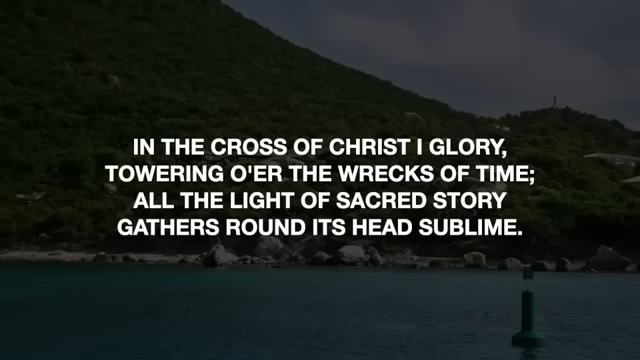 IN THE CROSS OF CHRIST I GLORY,
TOWERING O'ER THE WRECKS OF TIME;
ALL THE LIGHT OF SACRED STORY
GATHERS ROUND ITS HEAD SUBLIME.